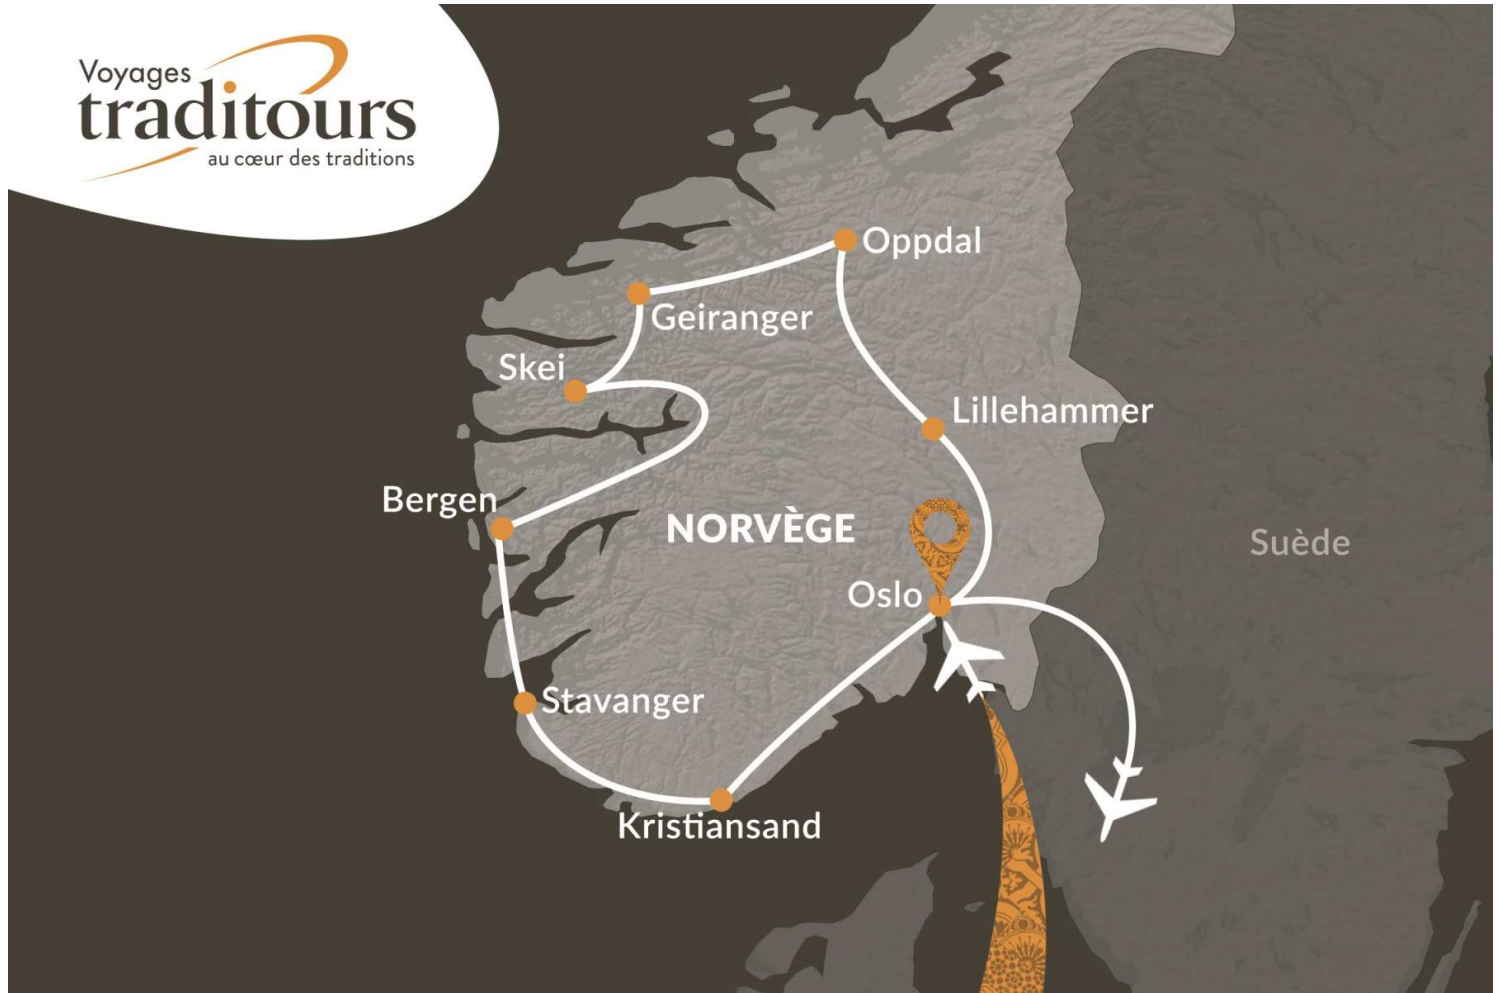 Voyages
traditours
au cœur des traditions
Oppdal
Geiranger
Skei
Lillehammer
Bergen
NORVÈGE
Suède
Oslo
Stavanger
Kristiansand